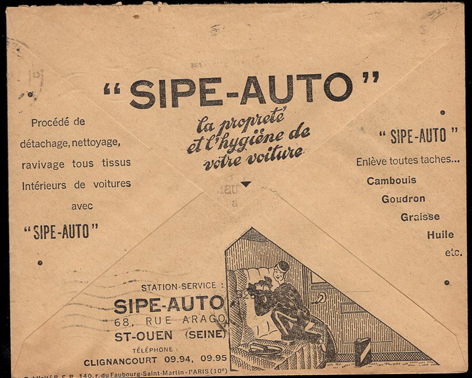 "SIPE-AUTO"
la propreté
et l'hygiène de
votre voiture
Procédé de
détachage, nettoyage,
ravivage tous tissus
Intérieurs de voitures
avec
"SIPE-AUTO"
"SIPE-AUTO"
Enlève toutes taches...
Cambouis
Goudron
Graisse
Huile
etc.
STATION-SERVICE :
SIPE-AUTO
68, RUE ARAGO
ST-OUEN (SEINE)
TÉLÉPHONE :
CLIGNANCOURT 09.94, 09.95
140, r. du Faubourg-Saint-Martin - PARIS (10e)